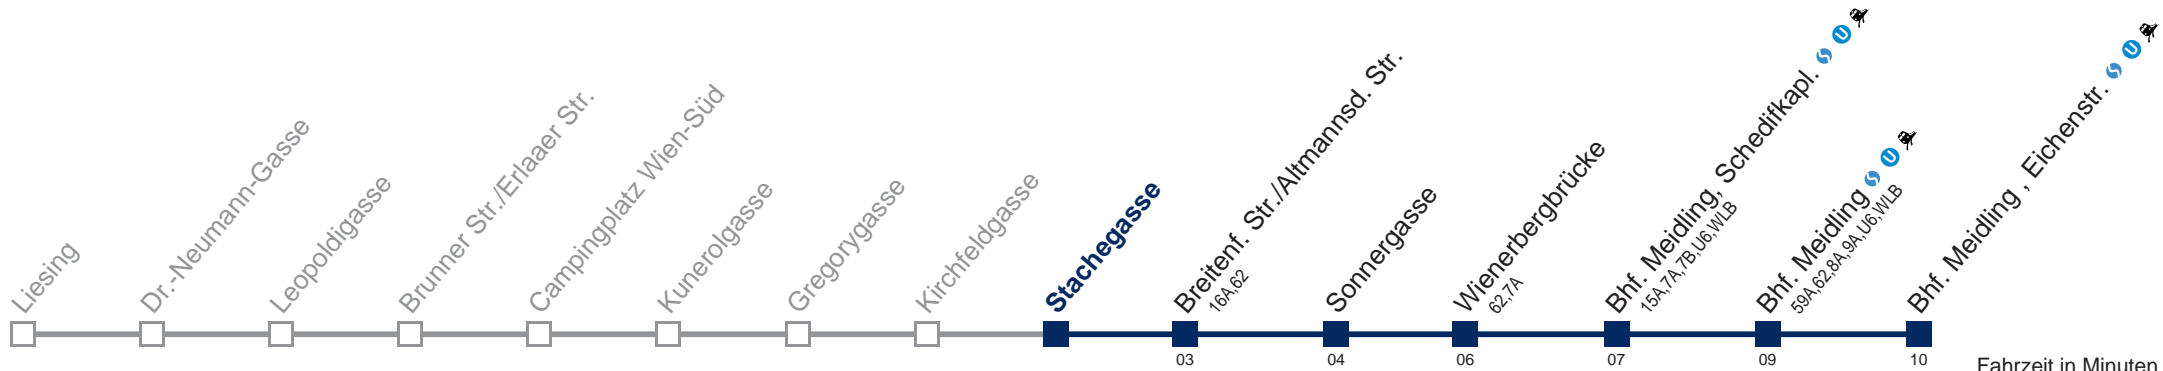 Liesing
Dr.-Neumann-Gasse
Leopoldigasse
Brunner Str./Erlaaer Str.
Campingplatz Wien-Süd
Kunerolgasse
Gregorygasse
Kirchfeldgasse
Stachegasse
Breitenf. Str./Altmannsd. Str.
16A,62
Sonnergasse
Wienerbergbrücke
62,7A
Bhf. Meidling, Schedifkapl. S U
15A,7A,7B,U6,WLB
Bhf. Meidling S U
59A,62,8A,9A,U6,WLB
Bhf. Meidling , Eichenstr. S U
03
04
06
07
09
10
Fahrzeit in Minuten